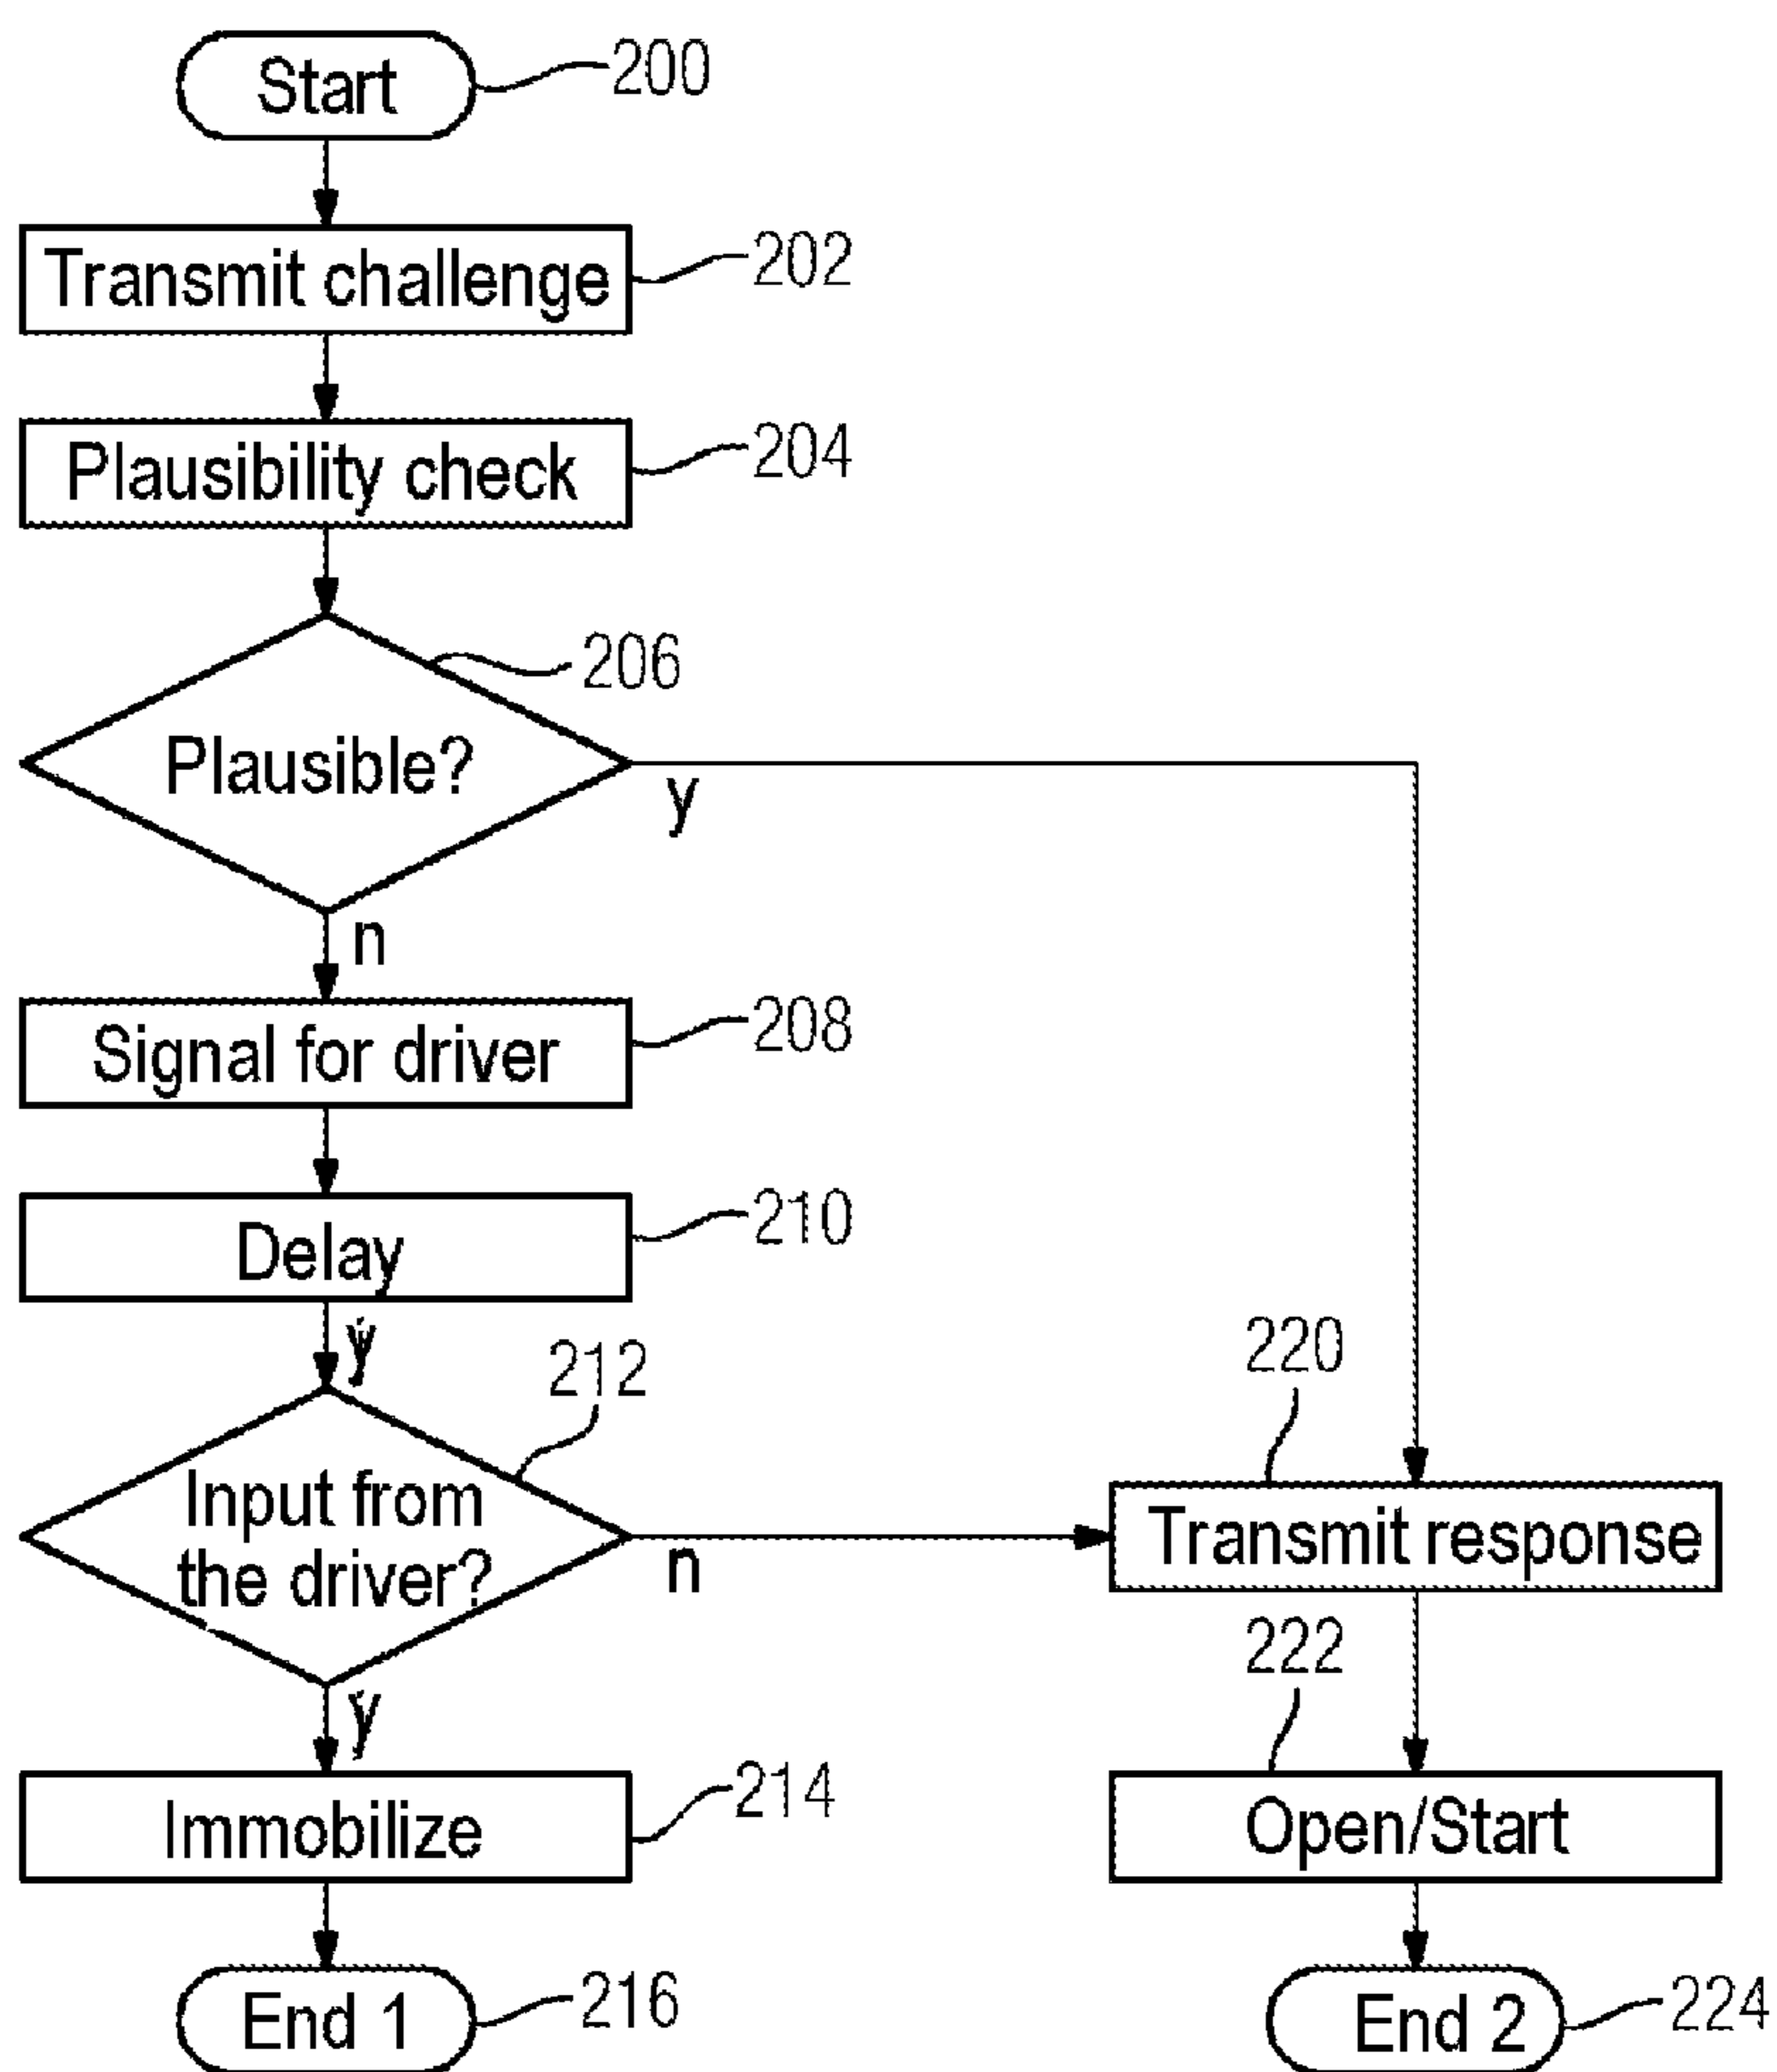 Start
200
Transmit challenge
202
Plausibility check
204
206
Plausible?
y
n
Signal for driver
208
Delay
210
y
212
Input from
the driver?
n
y
220
Transmit response
222
Immobilize
214
Open/Start
End 1
216
End 2
224